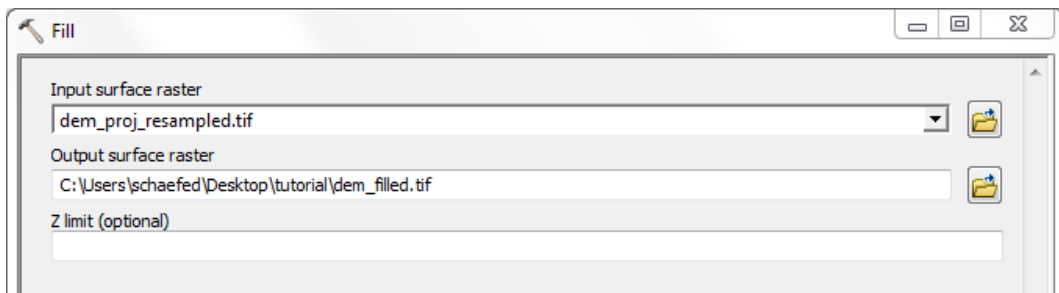 Fill
Input surface raster
dem_proj_resampled.tif
Output surface raster
C:\Users\schaefed\Desktop\tutorial\dem_filled.tif
Z limit (optional)